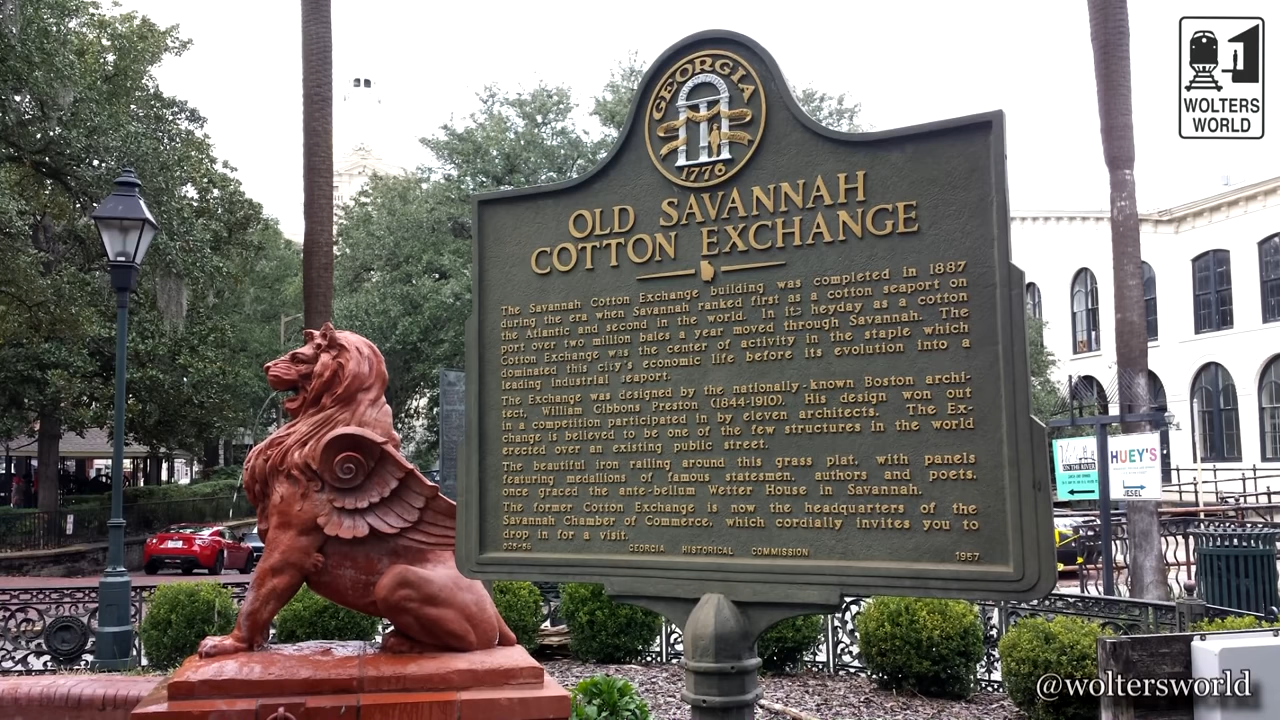 WOLTERS
WORLD
GEORGIA
1776
OLD SAVANNAH
COTTON EXCHANGE
The Savannah Cotton Exchange building was completed in 1887
during the era when Savannah ranked first as a cotton seaport on
the Atlantic and second in the world. In its heyday as a cotton
port over two million bales a year moved through Savannah. The
Cotton Exchange was the center of activity in the staple which
dominated this city's economic life before its evolution into a
leading industrial seaport.
The Exchange was designed by the nationally-known Boston archi-
tect, William Gibbons Preston (1844-1910). His design won out
in a competition participated in by eleven architects. The Ex-
change is believed to be one of the few structures in the world
erected over an existing public street.
The beautiful iron railing around this grass plat, with panels
featuring medallions of famous statesmen, authors and poets,
once graced the ante-bellum Wetter House in Savannah.
The former Cotton Exchange is now the headquarters of the
Savannah Chamber of Commerce, which cordially invites you to
drop in for a visit.
025-56 GEORGIA HISTORICAL COMMISSION 1957
ON THE RIVER
HUEY'S
@woltersworld